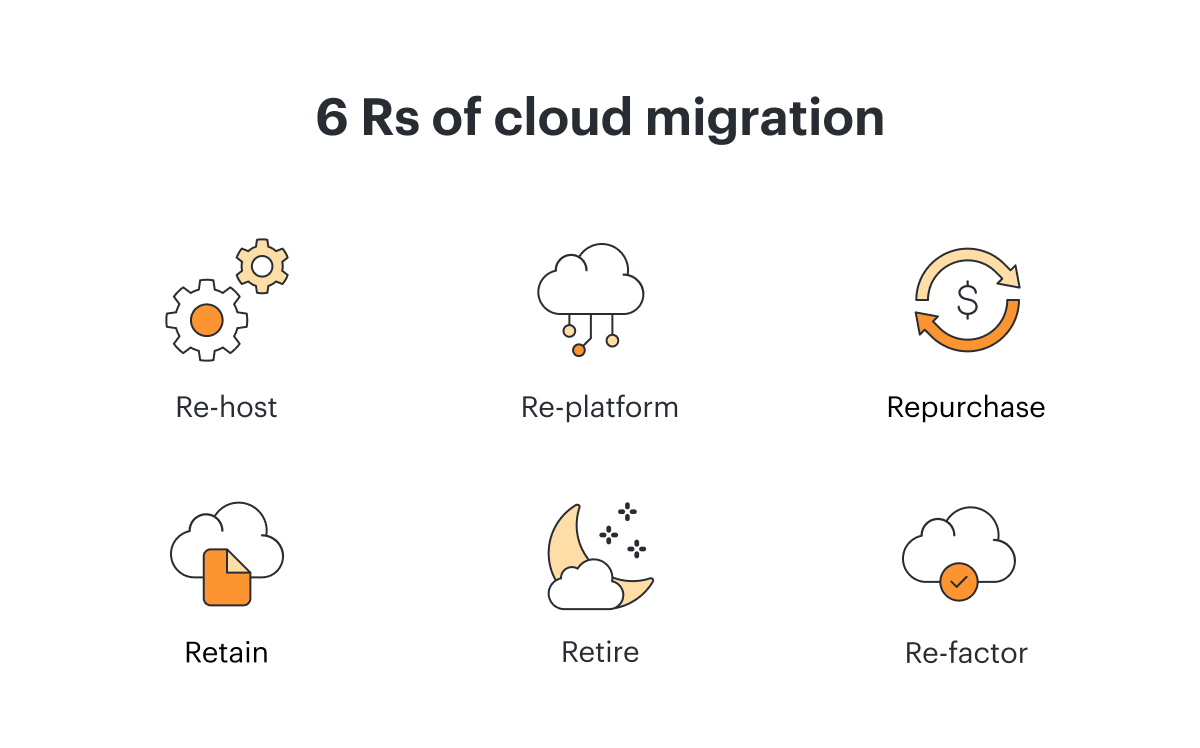 6 Rs of cloud migration
$
Re-host
Re-platform
Repurchase
Retain
Retire
Re-factor